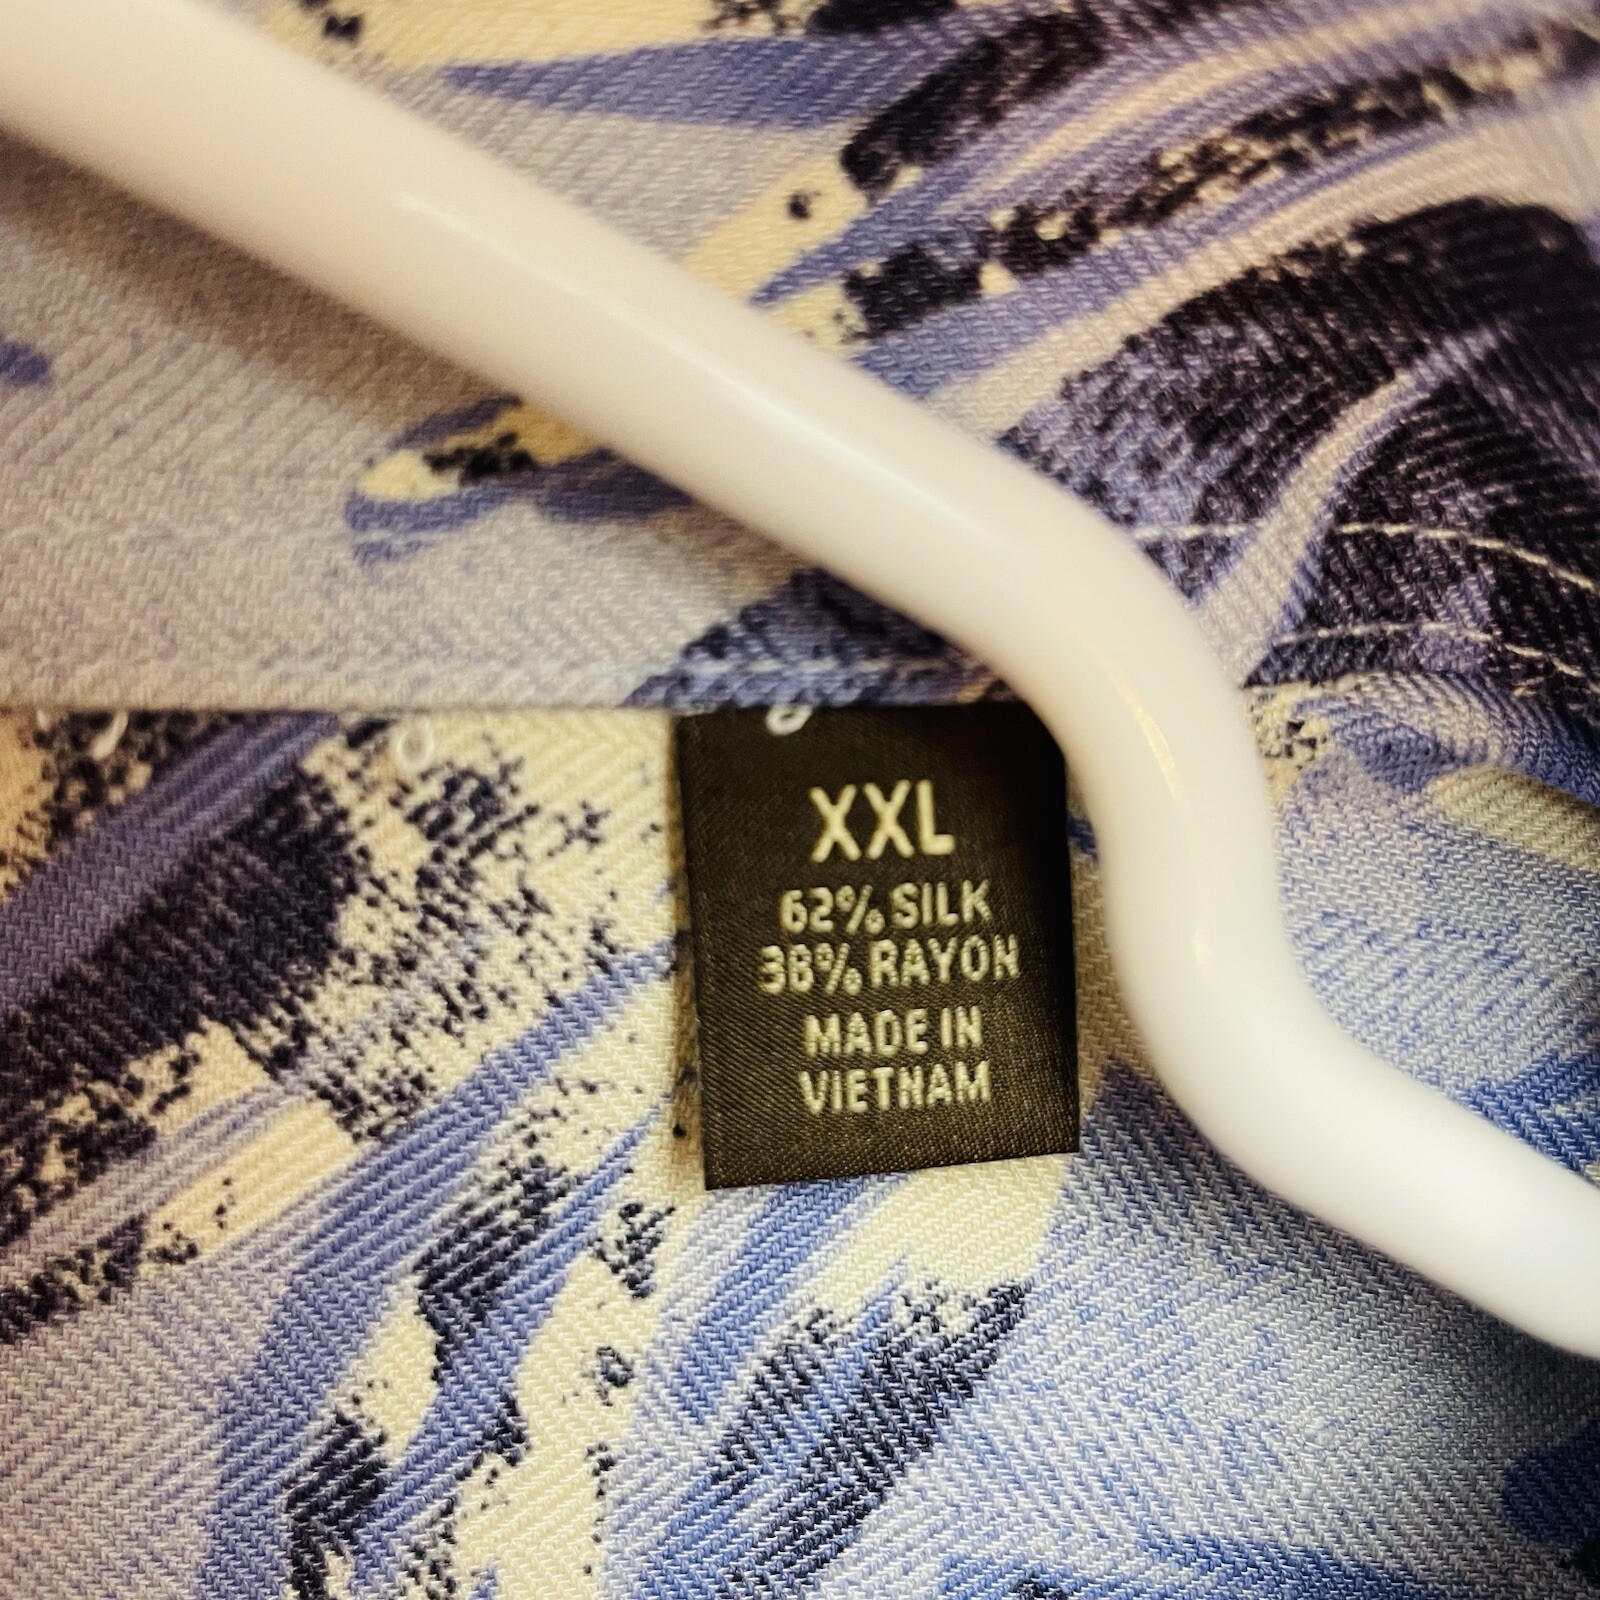 XXL
62% SILK
38% RAYON
MADE IN
VIETNAM